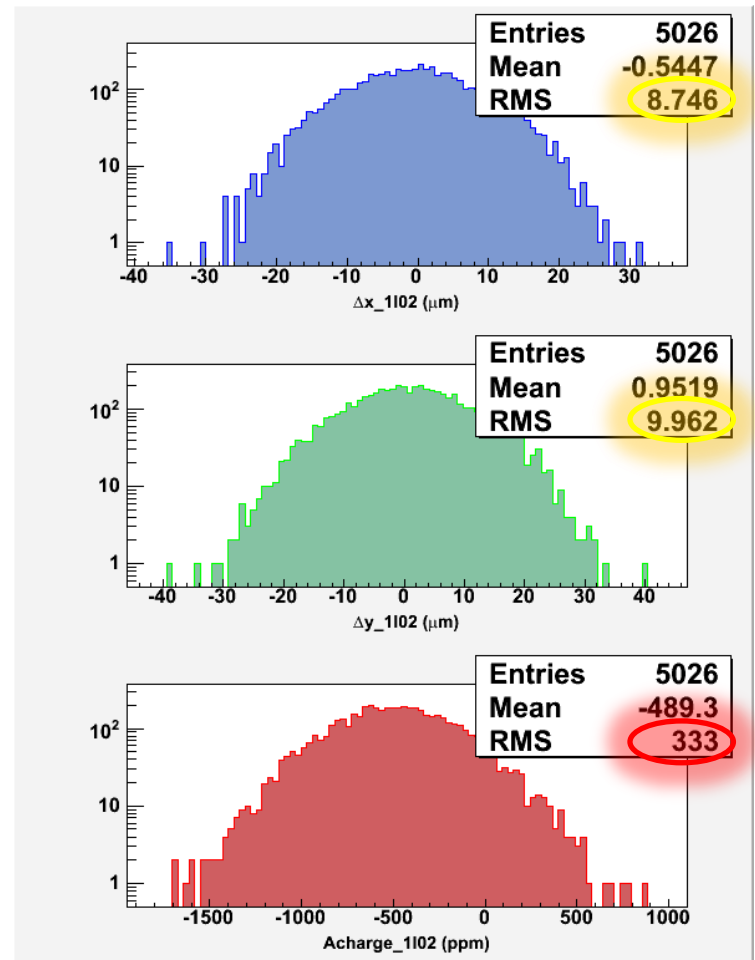 Entries 5026
Mean -0.5447
RMS 8.746
10²
10
1
-40 -30 -20 -10 0 10 20 30
Δx_1I02 (μm)
Entries 5026
Mean 0.9519
RMS 9.962
10²
10
1
-40 -30 -20 -10 0 10 20 30 40
Δy_1I02 (μm)
Entries 5026
Mean -489.3
RMS 333
10²
10
1
-1500 -1000 -500 0 500 1000
Acharge_1I02 (ppm)